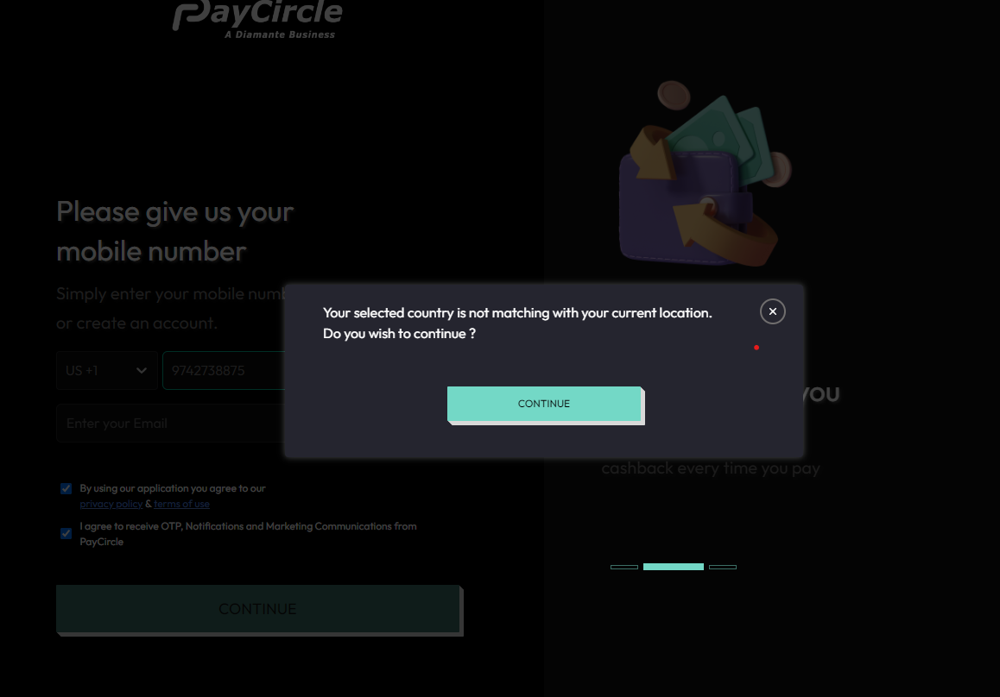 PayCircle
A Diamante Business
Please give us your
mobile number
Simply enter your mobile
or create an account.
US +1
9742738875
Enter your Email
Your selected country is not matching with your current location.
Do you wish to continue ?
CONTINUE
you
cashback every time you pay
By using our application you agree to our
privacy policy & terms of use
I agree to receive OTP, Notifications and Marketing Communications from
PayCircle
CONTINUE